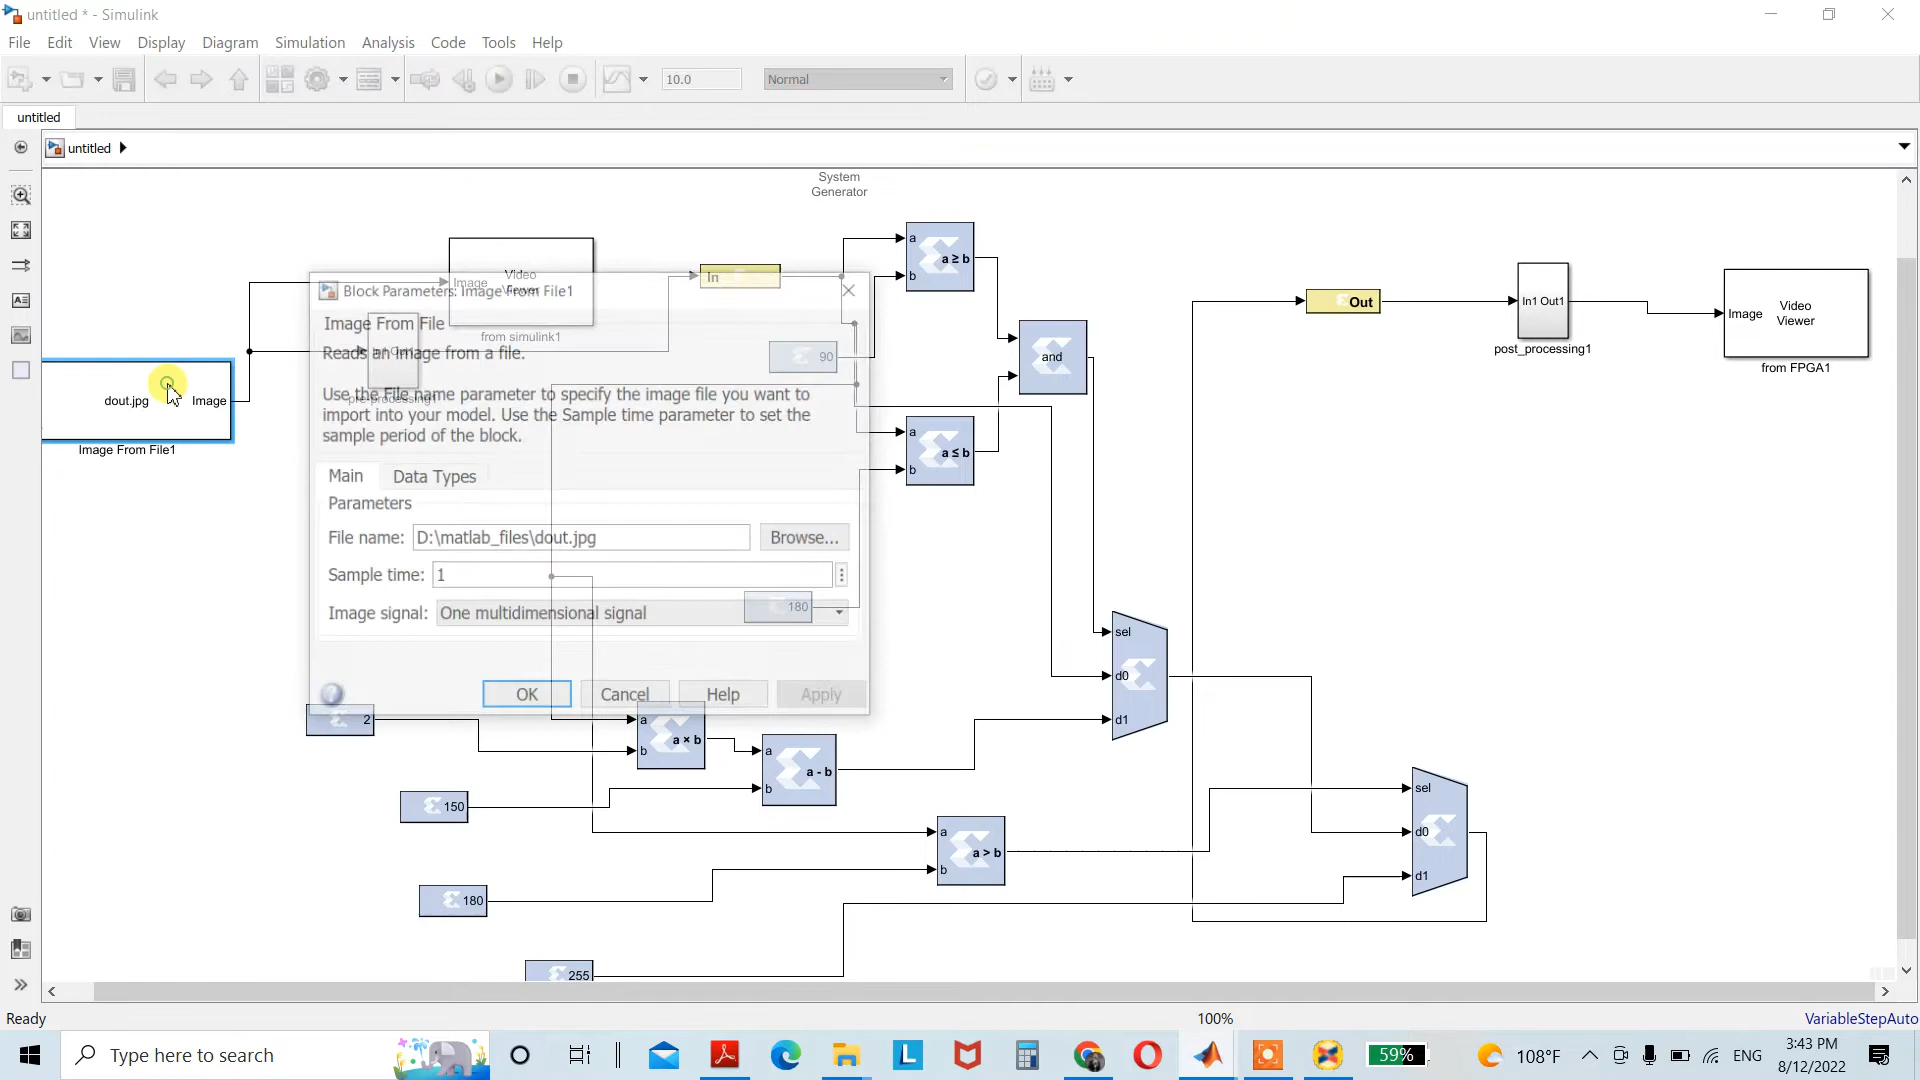 untitled * - Simulink
File Edit View Display Diagram Simulation Analysis Code Tools Help
10.0
Normal
untitled
untitled
System
Generator
a
a ≥ b
b
Video
Viewer
Image
In
from simulink1
Block Parameters: Image From File1
Image From File
Reads an image from a file.
Use the File name parameter to specify the image file you want to
import into your model. Use the Sample time parameter to set the
sample period of the block.
Main
Data Types
Parameters
File name:
D:\matlab_files\dout.jpg
Browse...
Sample time:
1
Image signal:
One multidimensional signal
OK
Cancel
Help
Apply
90
180
dout.jpg
Image
Image From File1
and
a
a ≤ b
b
Out
In1 Out1
post_processing1
Image
Video
Viewer
from FPGA1
sel
d0
d1
2
a
a × b
b
a
a - b
b
150
a
a > b
b
180
255
sel
d0
d1
Ready
100%
VariableStepAuto
Type here to search
L
59%
108°F
ENG
3:43 PM
8/12/2022